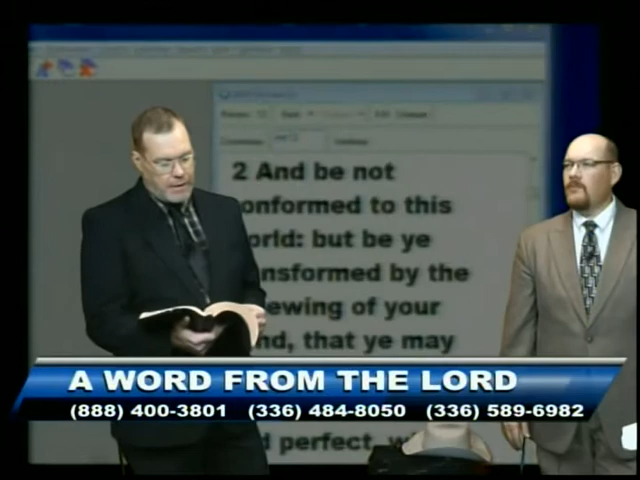 2 And be not
onformed to this
orld: but be ye
nsformed by the
ewing of your
nd, that ye may
A WORD FROM THE LORD
(888) 400-3801 (336) 484-8050 (336) 589-6982
d perfect, w